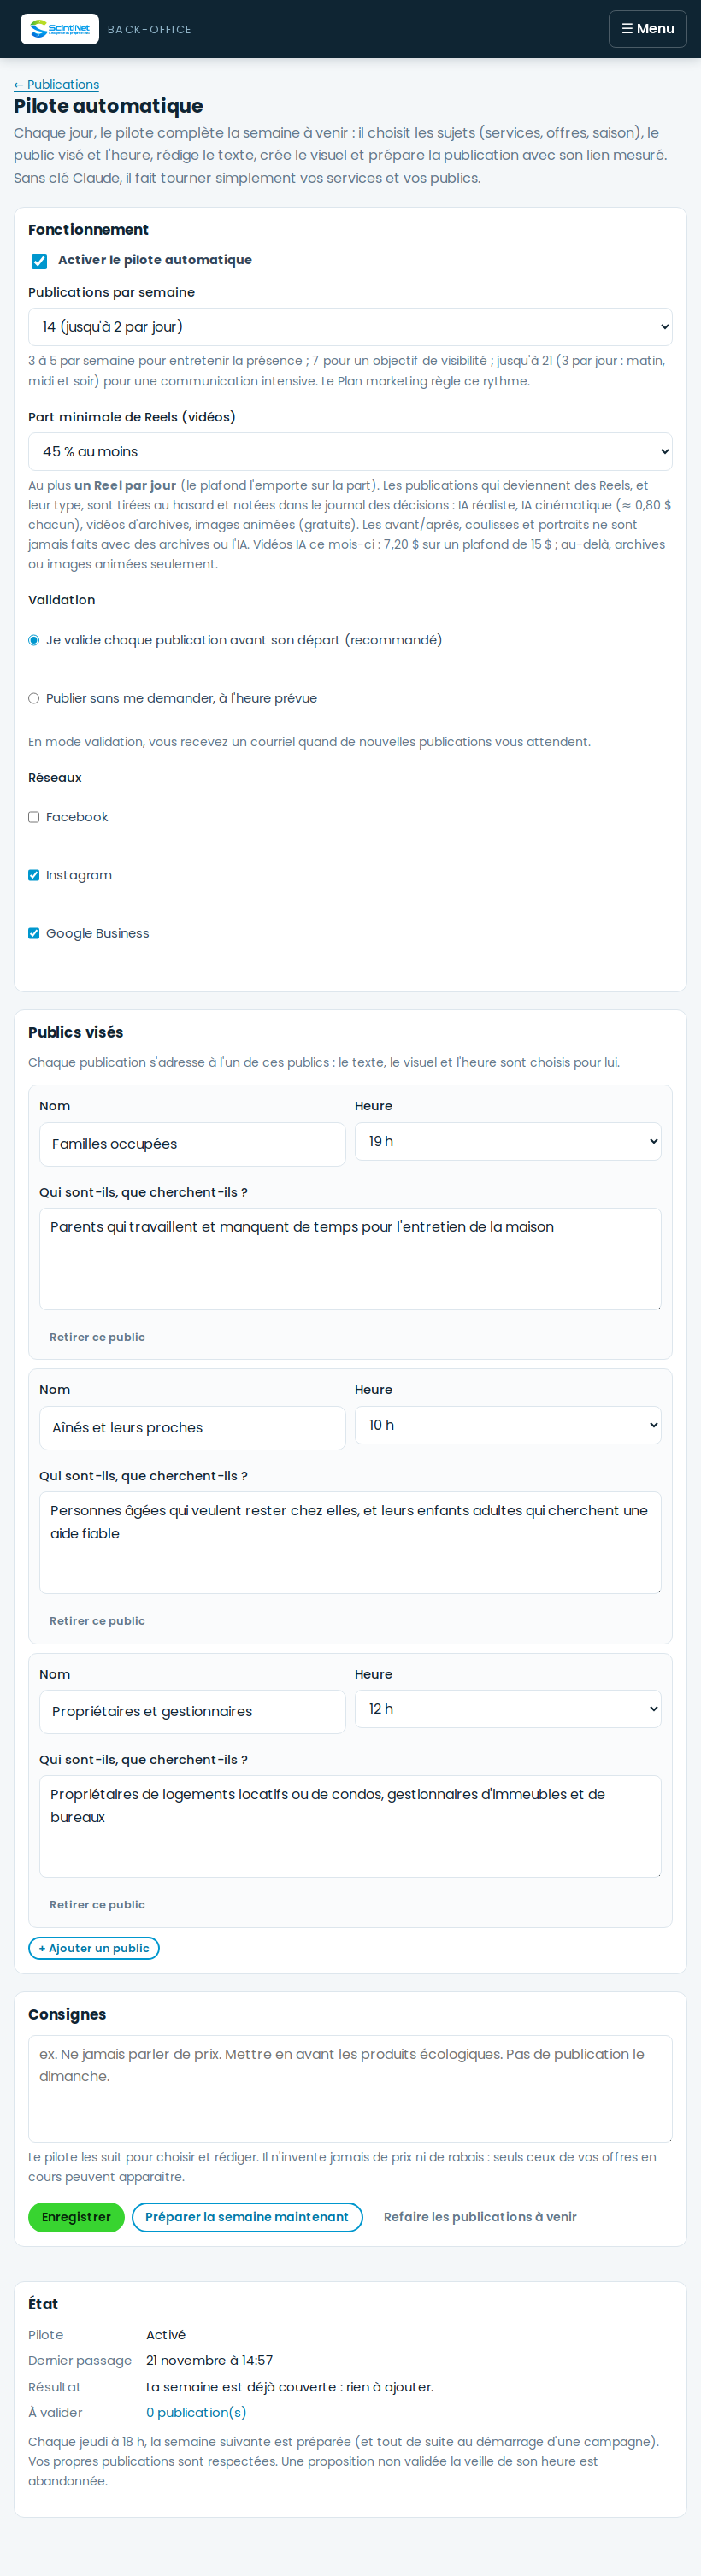 ScintiNet
BACK-OFFICE
☰ Menu
← Publications
Pilote automatique
Chaque jour, le pilote complète la semaine à venir : il choisit les sujets (services, offres, saison), le
public visé et l'heure, rédige le texte, crée le visuel et prépare la publication avec son lien mesuré.
Sans clé Claude, il fait tourner simplement vos services et vos publics.
Fonctionnement
Activer le pilote automatique
Publications par semaine
14 (jusqu'à 2 par jour)
3 à 5 par semaine pour entretenir la présence ; 7 pour un objectif de visibilité ; jusqu'à 21 (3 par jour : matin,
midi et soir) pour une communication intensive. Le Plan marketing règle ce rythme.
Part minimale de Reels (vidéos)
45 % au moins
Au plus un Reel par jour (le plafond l'emporte sur la part). Les publications qui deviennent des Reels, et
leur type, sont tirées au hasard et notées dans le journal des décisions : IA réaliste, IA cinématique (≈ 0,80 $
chacun), vidéos d'archives, images animées (gratuits). Les avant/après, coulisses et portraits ne sont
jamais faits avec des archives ou l'IA. Vidéos IA ce mois-ci : 7,20 $ sur un plafond de 15 $ ; au-delà, archives
ou images animées seulement.
Validation
Je valide chaque publication avant son départ (recommandé)
Publier sans me demander, à l'heure prévue
En mode validation, vous recevez un courriel quand de nouvelles publications vous attendent.
Réseaux
Facebook
Instagram
Google Business
Publics visés
Chaque publication s'adresse à l'un de ces publics : le texte, le visuel et l'heure sont choisis pour lui.
Nom
Heure
Familles occupées
19 h
Qui sont-ils, que cherchent-ils ?
Parents qui travaillent et manquent de temps pour l'entretien de la maison
Retirer ce public
Nom
Heure
Aînés et leurs proches
10 h
Qui sont-ils, que cherchent-ils ?
Personnes âgées qui veulent rester chez elles, et leurs enfants adultes qui cherchent une
aide fiable
Retirer ce public
Nom
Heure
Propriétaires et gestionnaires
12 h
Qui sont-ils, que cherchent-ils ?
Propriétaires de logements locatifs ou de condos, gestionnaires d'immeubles et de
bureaux
Retirer ce public
+ Ajouter un public
Consignes
ex. Ne jamais parler de prix. Mettre en avant les produits écologiques. Pas de publication le
dimanche.
Le pilote les suit pour choisir et rédiger. Il n'invente jamais de prix ni de rabais : seuls ceux de vos offres en
cours peuvent apparaître.
Enregistrer
Préparer la semaine maintenant
Refaire les publications à venir
État
Pilote
Activé
Dernier passage
21 novembre à 14:57
Résultat
La semaine est déjà couverte : rien à ajouter.
À valider
0 publication(s)
Chaque jeudi à 18 h, la semaine suivante est préparée (et tout de suite au démarrage d'une campagne).
Vos propres publications sont respectées. Une proposition non validée la veille de son heure est
abandonnée.